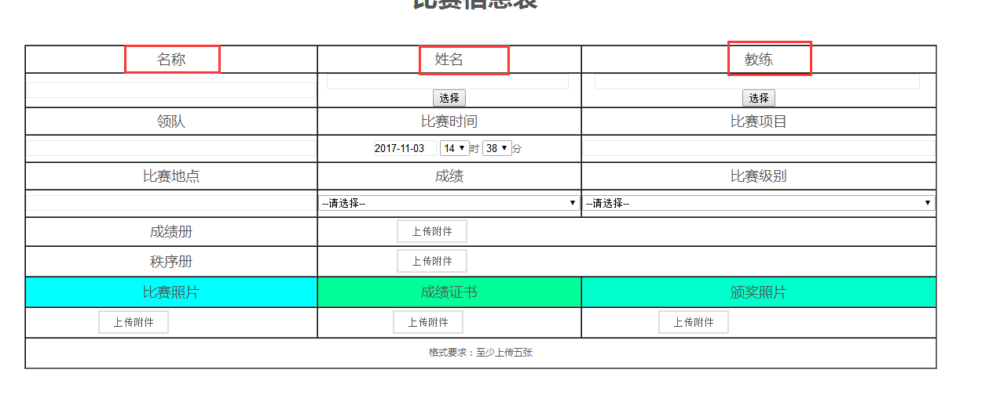 比赛信息表
名称 姓名 教练
选择 选择
领队 比赛时间 比赛项目
2017-11-03 14 时 38 分
比赛地点 成绩 比赛级别
--请选择-- --请选择--
成绩册 上传附件
秩序册 上传附件
比赛照片 成绩证书 颁奖照片
上传附件 上传附件 上传附件
格式要求：至少上传五张